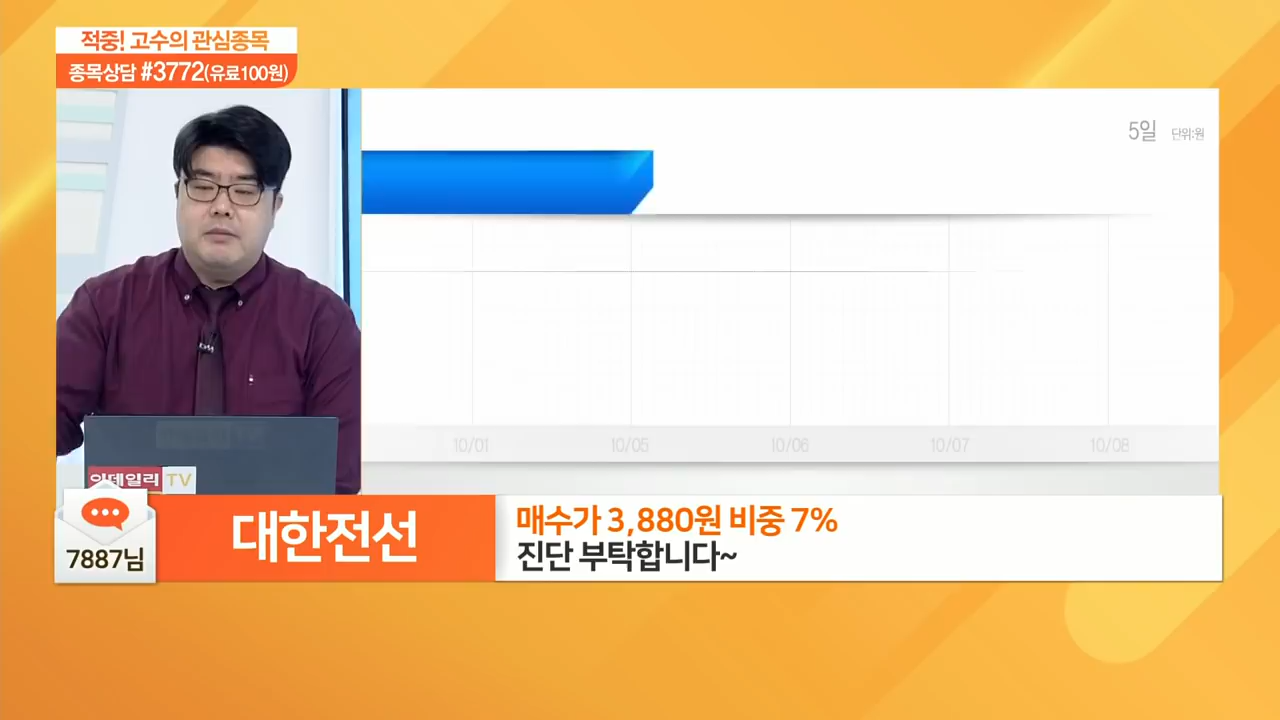 적중! 고수의 관심종목
종목상담 #3772(유료100원)
5일 단위:원
10/01 10/05 10/06 10/07 10/08
이데일리 TV
7887님
대한전선
매수가 3,880원 비중 7%
진단 부탁합니다~